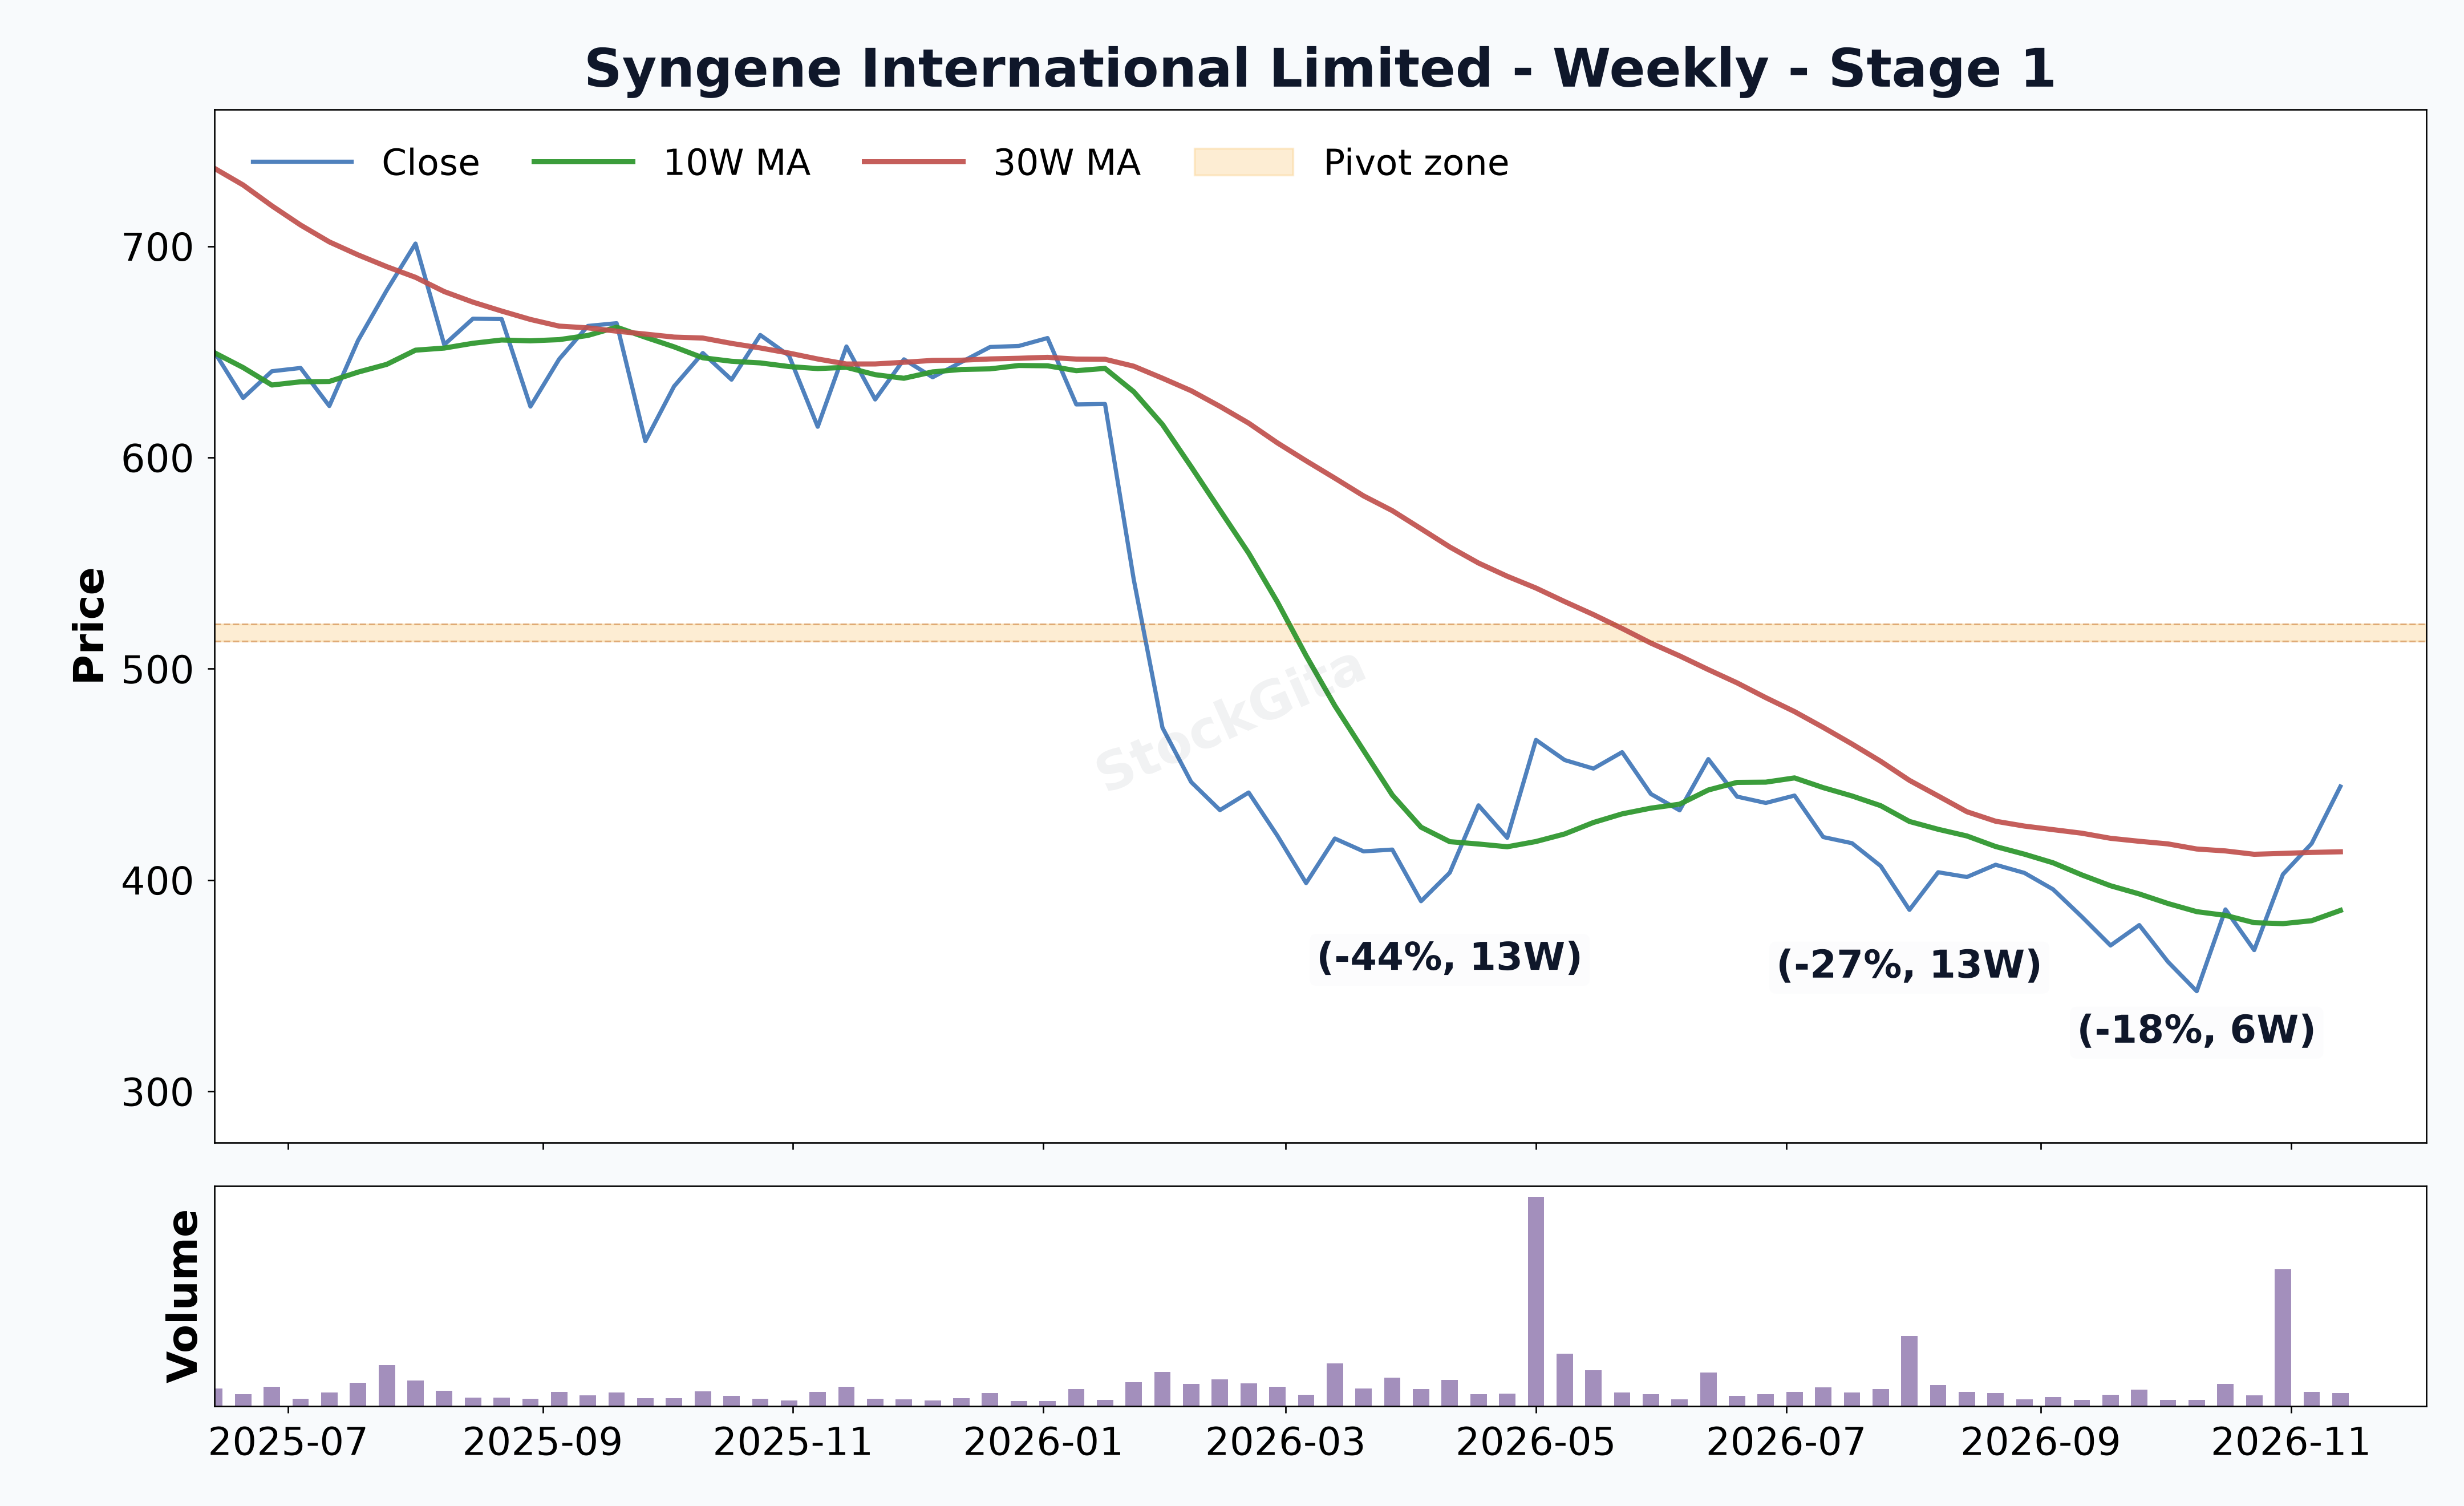 Syngene International Limited - Weekly - Stage 1
Close
10W MA
30W MA
Pivot zone
700
600
500
400
300
Price
StockGita
(-44%, 13W)
(-27%, 13W)
(-18%, 6W)
Volume
2025-07
2025-09
2025-11
2026-01
2026-03
2026-05
2026-07
2026-09
2026-11